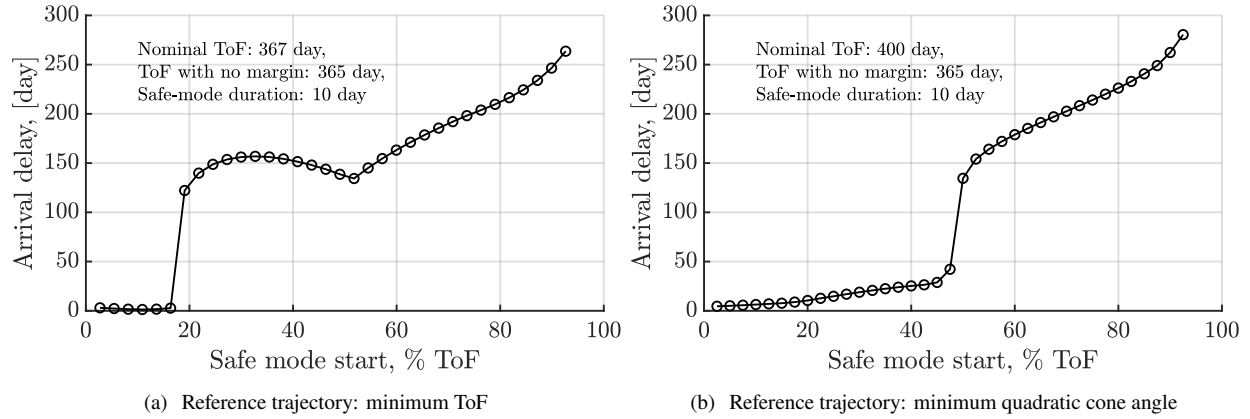 300
250
200
150
100
50
0
0
20
40
60
80
100
Arrival delay, [day]
Safe mode start, % ToF
Nominal ToF: 367 day,
ToF with no margin: 365 day,
Safe-mode duration: 10 day
(a) Reference trajectory: minimum ToF
300
250
200
150
100
50
0
0
20
40
60
80
100
Arrival delay, [day]
Safe mode start, % ToF
Nominal ToF: 400 day,
ToF with no margin: 365 day,
Safe-mode duration: 10 day
(b) Reference trajectory: minimum quadratic cone angle